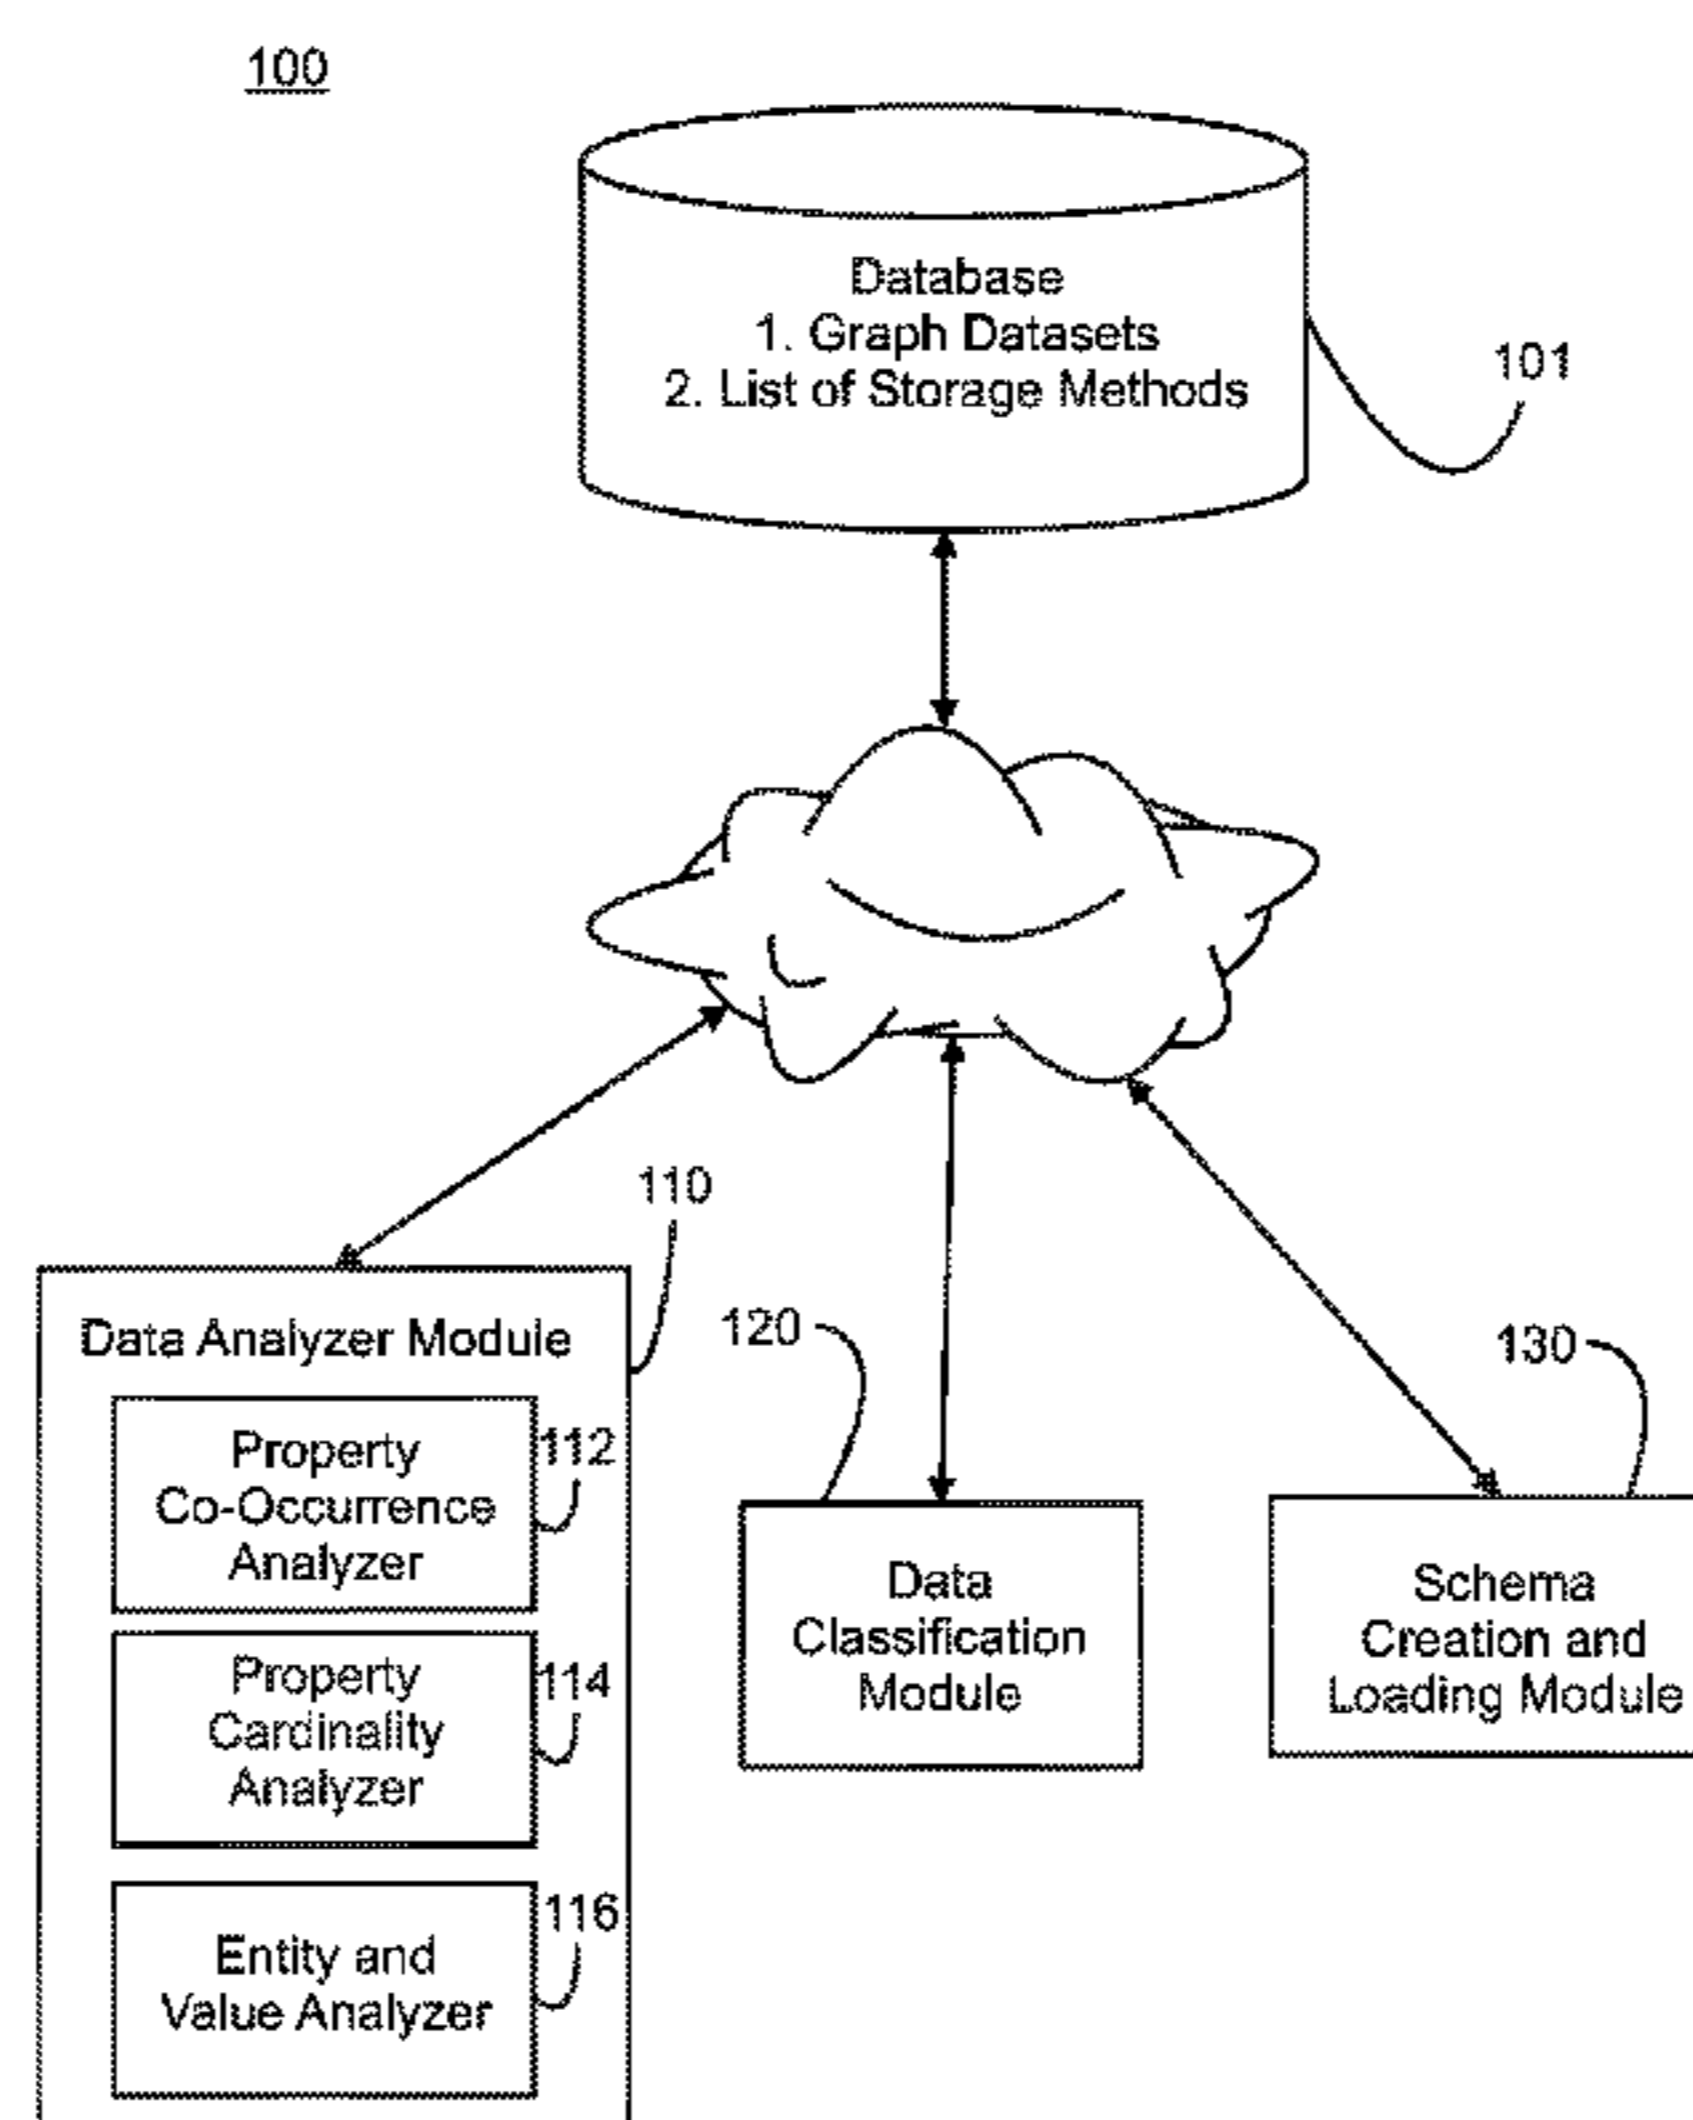 100
Database
1. Graph Datasets
2. List of Storage Methods
101
110
Data Analyzer Module
Property
Co-Occurrence
Analyzer
112
Property
Cardinality
Analyzer
114
Entity and
Value Analyzer
116
120
Data
Classification
Module
130
Schema
Creation and
Loading Module